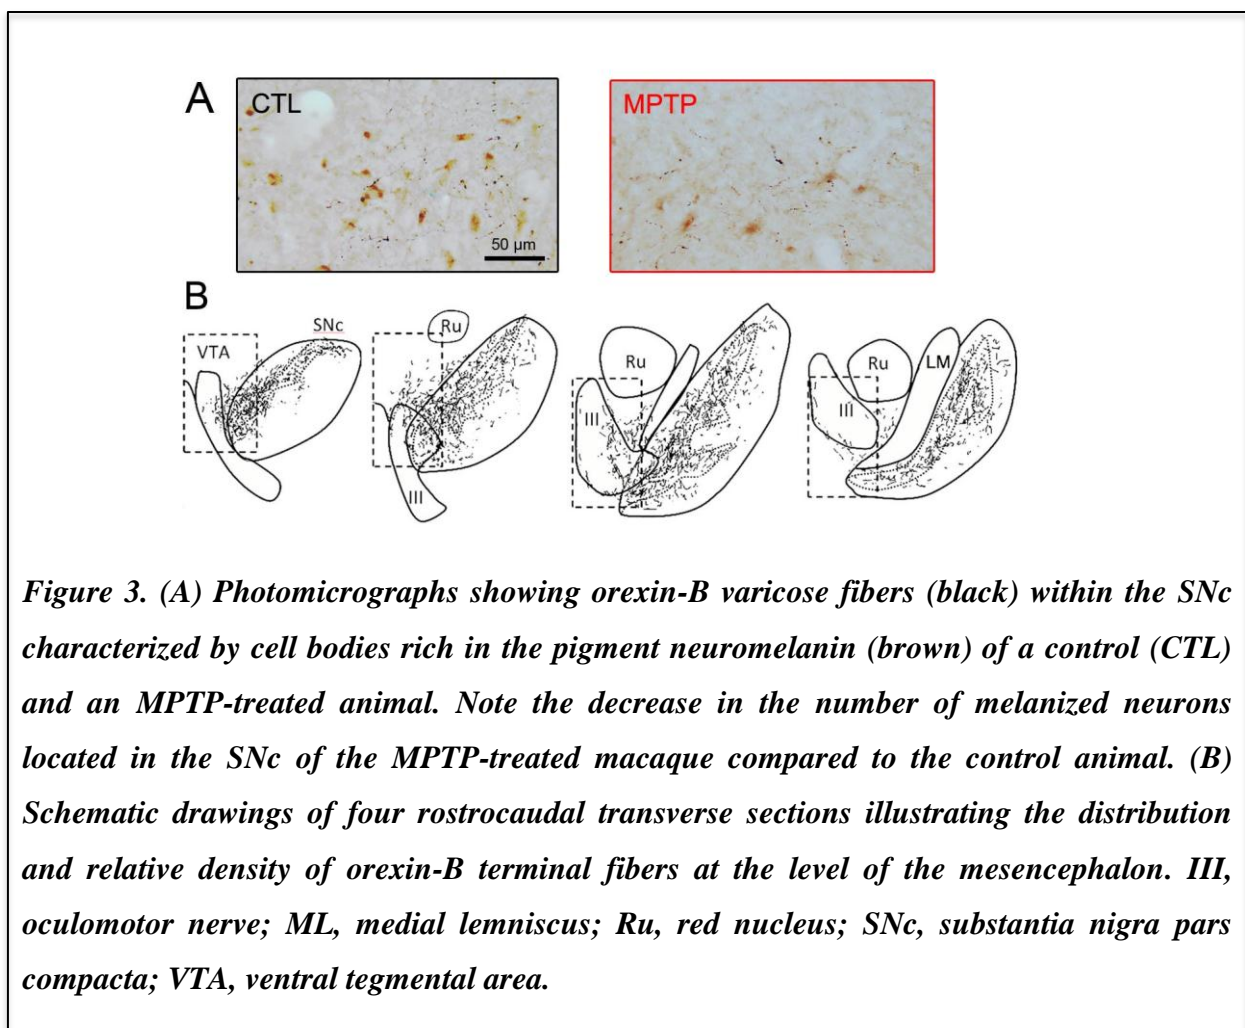 A
CTL
MPTP
50 µm
B
VTA
SNc
III
Ru
Ru
III
Ru
LM
III
Figure 3. (A) Photomicrographs showing orexin-B varicose fibers (black) within the SNc
characterized by cell bodies rich in the pigment neuromelanin (brown) of a control (CTL)
and an MPTP-treated animal. Note the decrease in the number of melanized neurons
located in the SNc of the MPTP-treated macaque compared to the control animal. (B)
Schematic drawings of four rostrocaudal transverse sections illustrating the distribution
and relative density of orexin-B terminal fibers at the level of the mesencephalon. III,
oculomotor nerve; ML, medial lemniscus; Ru, red nucleus; SNc, substantia nigra pars
compacta; VTA, ventral tegmental area.